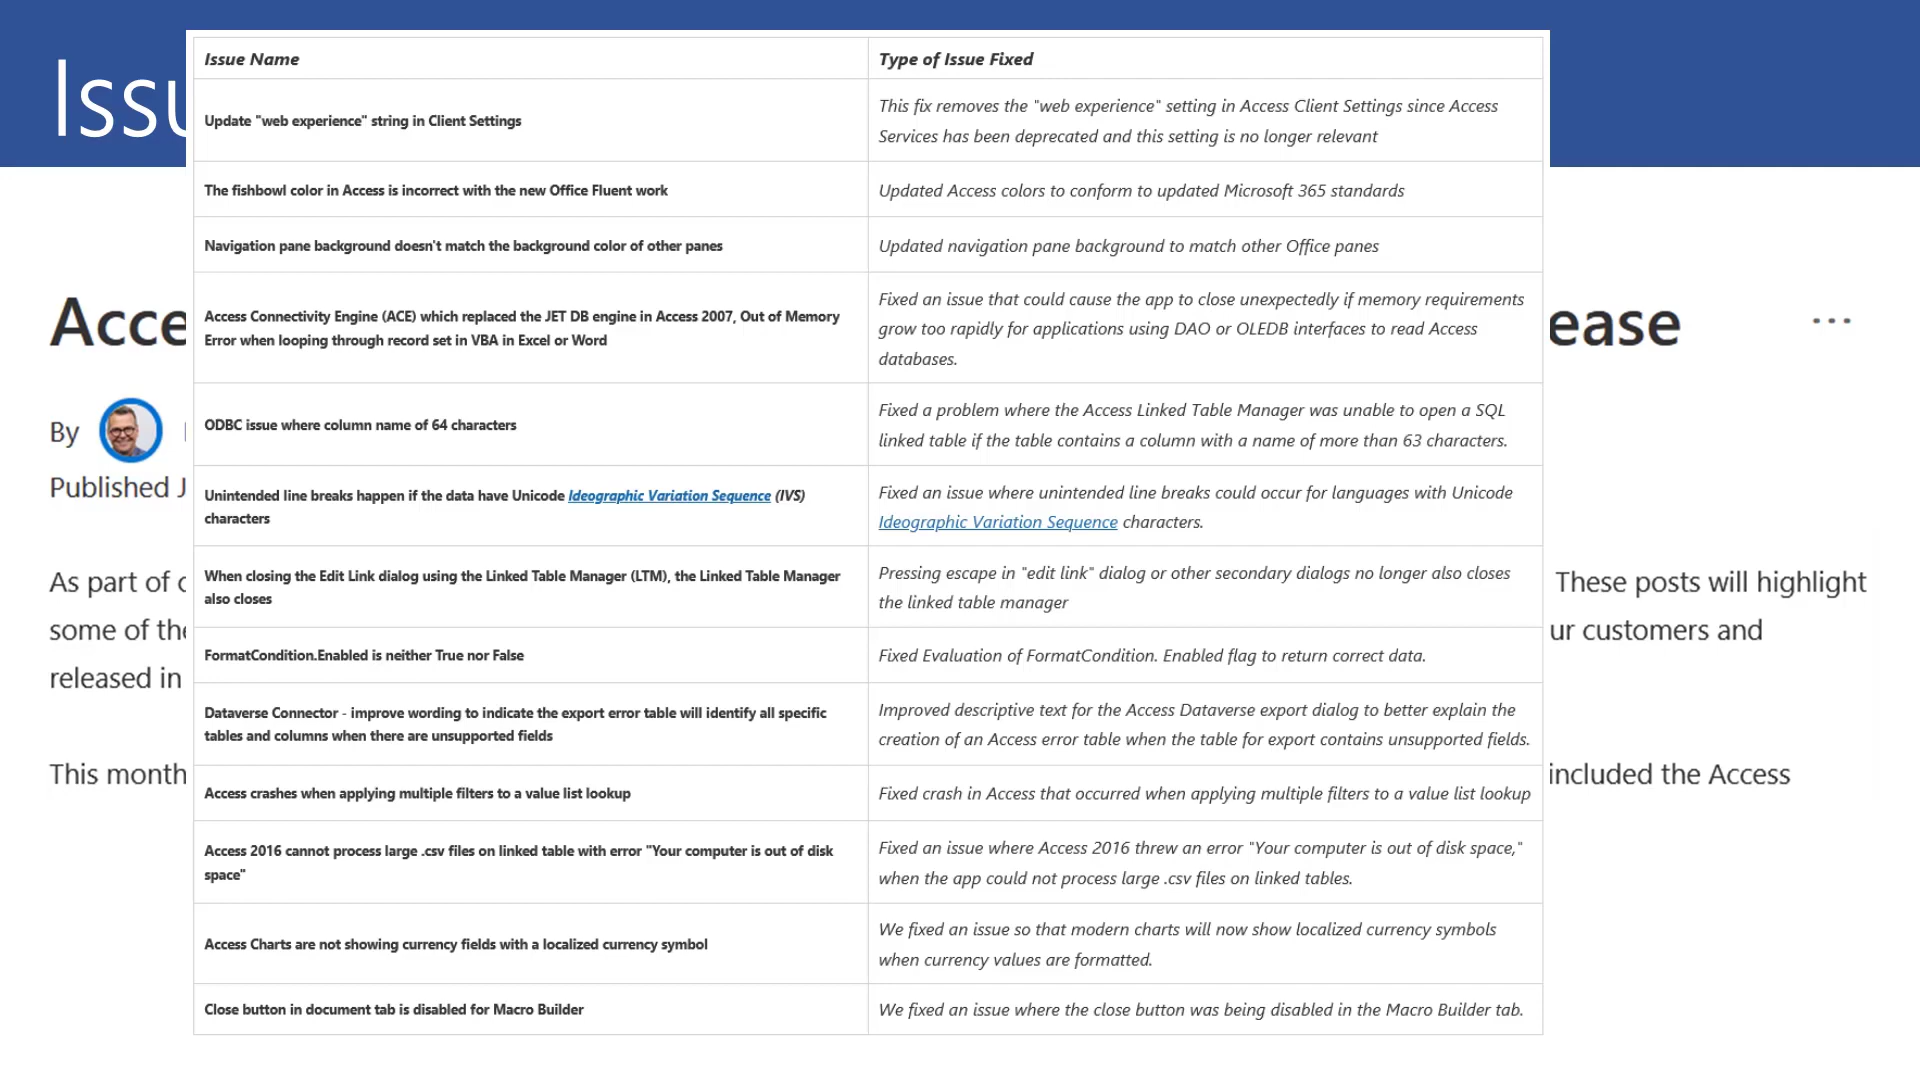 Issu
Acce
ease
...
By
Published J
As part of c
These posts will highlight
some of the
ur customers and
released in
This month
included the Access
Issue Name
Type of Issue Fixed
Update "web experience" string in Client Settings
This fix removes the "web experience" setting in Access Client Settings since Access
Services has been deprecated and this setting is no longer relevant
The fishbowl color in Access is incorrect with the new Office Fluent work
Updated Access colors to conform to updated Microsoft 365 standards
Navigation pane background doesn't match the background color of other panes
Updated navigation pane background to match other Office panes
Access Connectivity Engine (ACE) which replaced the JET DB engine in Access 2007, Out of Memory
Error when looping through record set in VBA in Excel or Word
Fixed an issue that could cause the app to close unexpectedly if memory requirements
grow too rapidly for applications using DAO or OLEDB interfaces to read Access
databases.
ODBC issue where column name of 64 characters
Fixed a problem where the Access Linked Table Manager was unable to open a SQL
linked table if the table contains a column with a name of more than 63 characters.
Unintended line breaks happen if the data have Unicode Ideographic Variation Sequence (IVS)
characters
Fixed an issue where unintended line breaks could occur for languages with Unicode
Ideographic Variation Sequence characters.
When closing the Edit Link dialog using the Linked Table Manager (LTM), the Linked Table Manager
also closes
Pressing escape in "edit link" dialog or other secondary dialogs no longer also closes
the linked table manager
FormatCondition.Enabled is neither True nor False
Fixed Evaluation of FormatCondition. Enabled flag to return correct data.
Dataverse Connector - improve wording to indicate the export error table will identify all specific
tables and columns when there are unsupported fields
Improved descriptive text for the Access Dataverse export dialog to better explain the
creation of an Access error table when the table for export contains unsupported fields.
Access crashes when applying multiple filters to a value list lookup
Fixed crash in Access that occurred when applying multiple filters to a value list lookup
Access 2016 cannot process large .csv files on linked table with error "Your computer is out of disk
space"
Fixed an issue where Access 2016 threw an error "Your computer is out of disk space,"
when the app could not process large .csv files on linked tables.
Access Charts are not showing currency fields with a localized currency symbol
We fixed an issue so that modern charts will now show localized currency symbols
when currency values are formatted.
Close button in document tab is disabled for Macro Builder
We fixed an issue where the close button was being disabled in the Macro Builder tab.